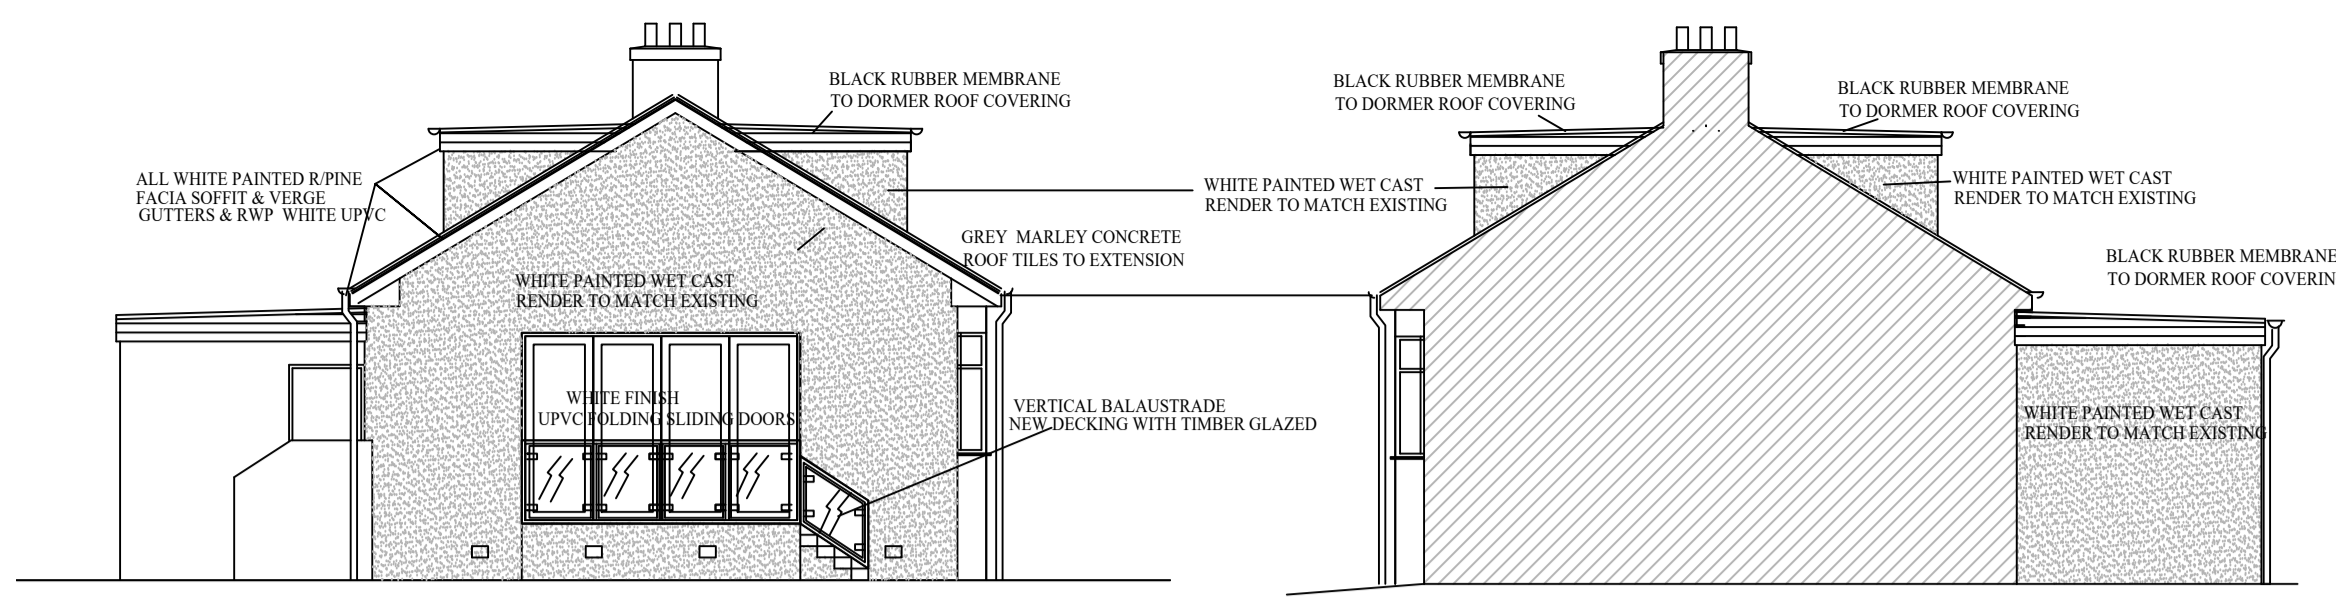 BLACK RUBBER MEMBRANE
TO DORMER ROOF COVERING
ALL WHITE PAINTED R/PINE
FACIA SOFFIT & VERGE
GUTTERS & RWP WHITE UPVC
WHITE PAINTED WET CAST
RENDER TO MATCH EXISTING
WHITE FINISH
UPVC FOLDING SLIDING DOORS
GREY MARLEY CONCRETE
ROOF TILES TO EXTENSION
VERTICAL BALAUSTRADE
NEW DECKING WITH TIMBER GLAZED
WHITE PAINTED WET CAST
RENDER TO MATCH EXISTING
BLACK RUBBER MEMBRANE
TO DORMER ROOF COVERING
BLACK RUBBER MEMBRANE
TO DORMER ROOF COVERING
WHITE PAINTED WET CAST
RENDER TO MATCH EXISTING
BLACK RUBBER MEMBRANE
TO DORMER ROOF COVERIN
WHITE PAINTED WET CAST
RENDER TO MATCH EXISTING